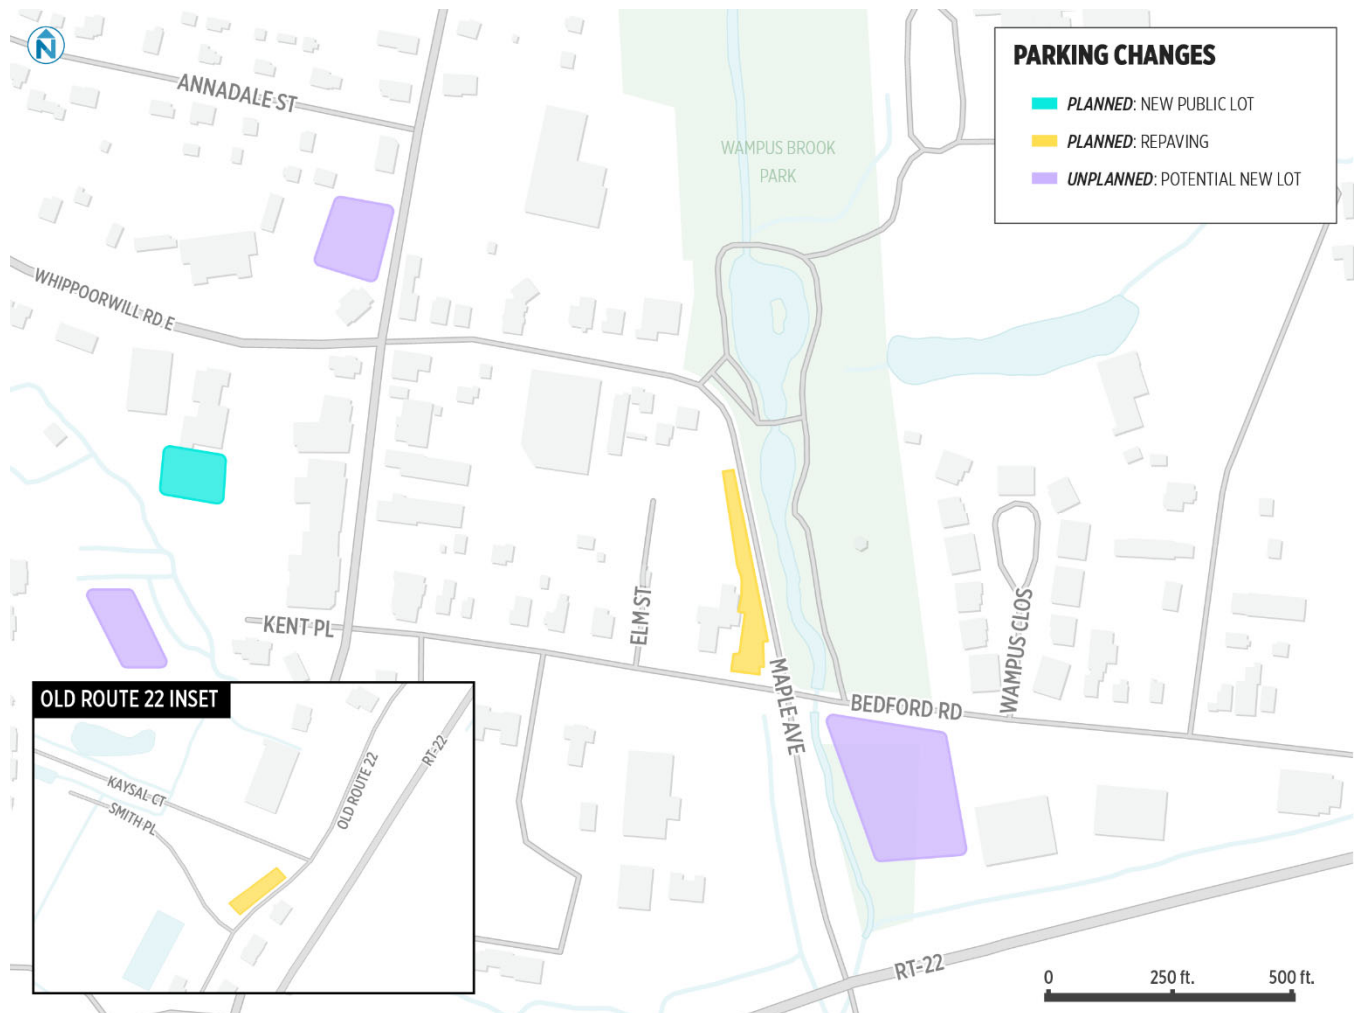 N
ANNADALE ST
PARKING CHANGES
PLANNED: NEW PUBLIC LOT
PLANNED: REPAVING
UNPLANNED: POTENTIAL NEW LOT
WAMPUS BROOK
PARK
WHIPPOORWILL RD E
ELM ST
KENT PL
WAMPUS CLOS
MAPLE AVE
BEDFORD RD
OLD ROUTE 22 INSET
KAYSAL CT
SMITH PL
OLD ROUTE 22
RT-22
RT-22
0 250 ft. 500 ft.